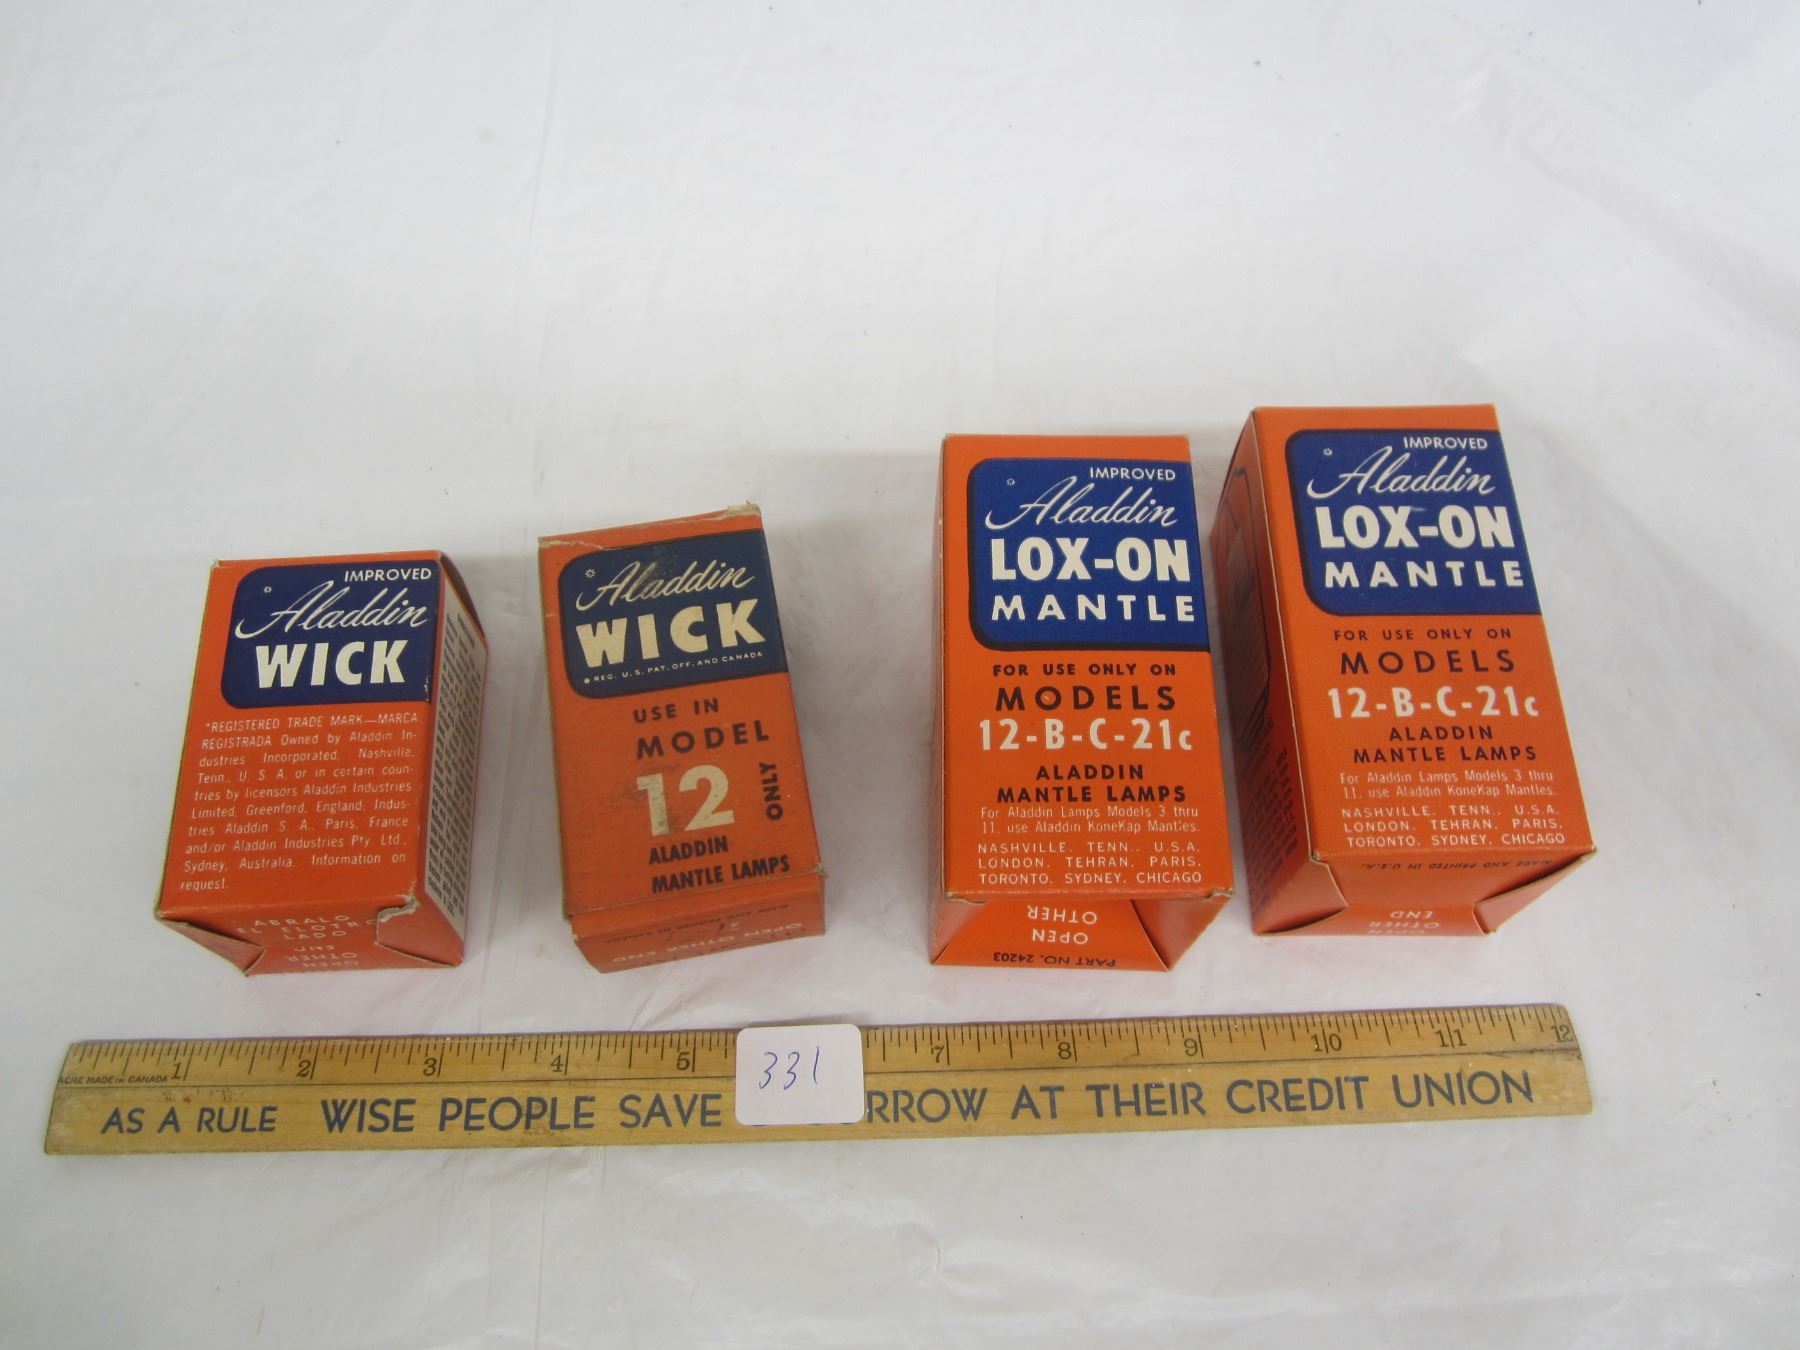 IMPROVED
Aladdin
WICK
*REGISTERED TRADE MARK—MARCA
REGISTRADA Owned by Aladdin In-
dustries Incorporated, Nashville,
Tenn., U. S. A. or in certain coun-
tries by licensors Aladdin Industries
Limited, Greenford, England; Indus-
tries Aladdin S. A., Paris, France
and/or Aladdin Industries Pty Ltd.,
Sydney, Australia. Information on
request.
ABRALO
EL OTRO
LADO
OPEN
OTHER
END
Aladdin
WICK
REG. U.S. PAT. OFF. AND CANADA
USE IN
MODEL
12
ONLY
ALADDIN
MANTLE LAMPS
OPEN OTHER END
IMPROVED
Aladdin
LOX-ON
MANTLE
FOR USE ONLY ON
MODELS
12-B-C-21c
ALADDIN
MANTLE LAMPS
For Aladdin Lamps Models 3 thru
11, use Aladdin KoneKap Mantles.
NASHVILLE, TENN., U.S.A.
LONDON, TEHRAN, PARIS,
TORONTO, SYDNEY, CHICAGO
OPEN
OTHER
PART NO. 24203
IMPROVED
Aladdin
LOX-ON
MANTLE
FOR USE ONLY ON
MODELS
12-B-C-21c
ALADDIN
MANTLE LAMPS
For Aladdin Lamps Models 3 thru
11, use Aladdin KoneKap Mantles.
NASHVILLE, TENN., U.S.A.
LONDON, TEHRAN, PARIS,
TORONTO, SYDNEY, CHICAGO
MADE AND PRINTED IN U.S.A.
OPEN
OTHER
END
1 2 3 4 5 7 8 9 10 11 12
ACME MADE IN CANADA
AS A RULE WISE PEOPLE SAVE RROW AT THEIR CREDIT UNION
331